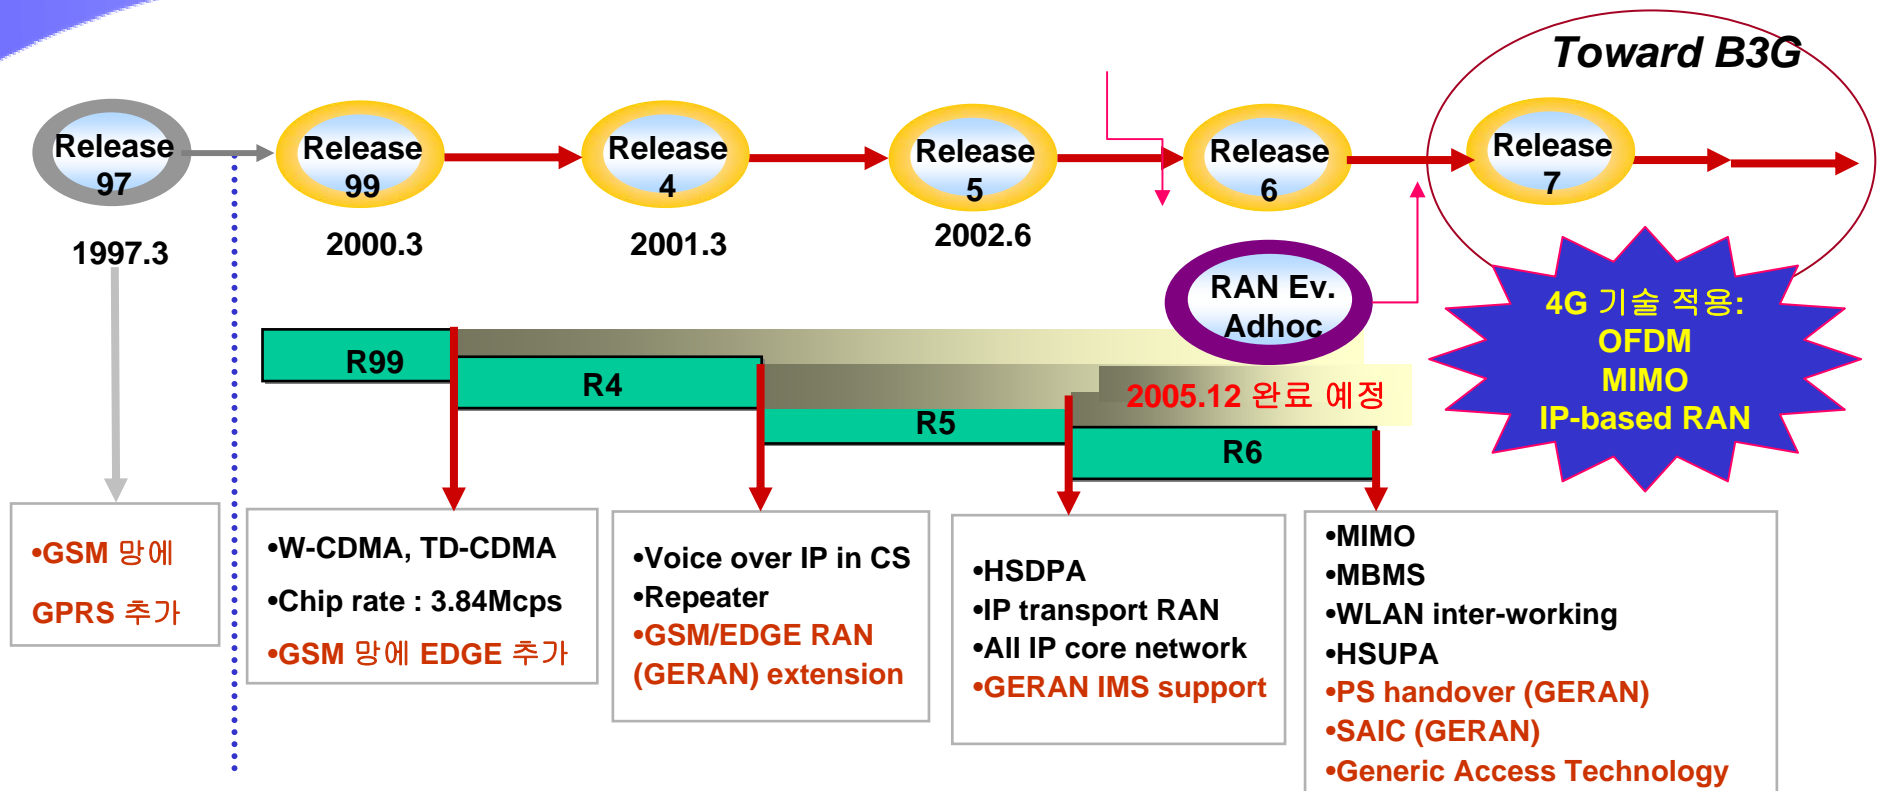 Toward B3G
Release
97
Release
99
Release
4
Release
5
Release
6
Release
7
1997.3
2000.3
2001.3
2002.6
RAN Ev.
Adhoc
4G 기술 적용:
OFDM
MIMO
IP-based RAN
R99
R4
R5
R6
2005.12 완료 예정
•GSM 망에
GPRS 추가
•W-CDMA, TD-CDMA
•Chip rate : 3.84Mcps
•GSM 망에 EDGE 추가
•Voice over IP in CS
•Repeater
•GSM/EDGE RAN
(GERAN) extension
•HSDPA
•IP transport RAN
•All IP core network
•GERAN IMS support
•MIMO
•MBMS
•WLAN inter-working
•HSUPA
•PS handover (GERAN)
•SAIC (GERAN)
•Generic Access Technology